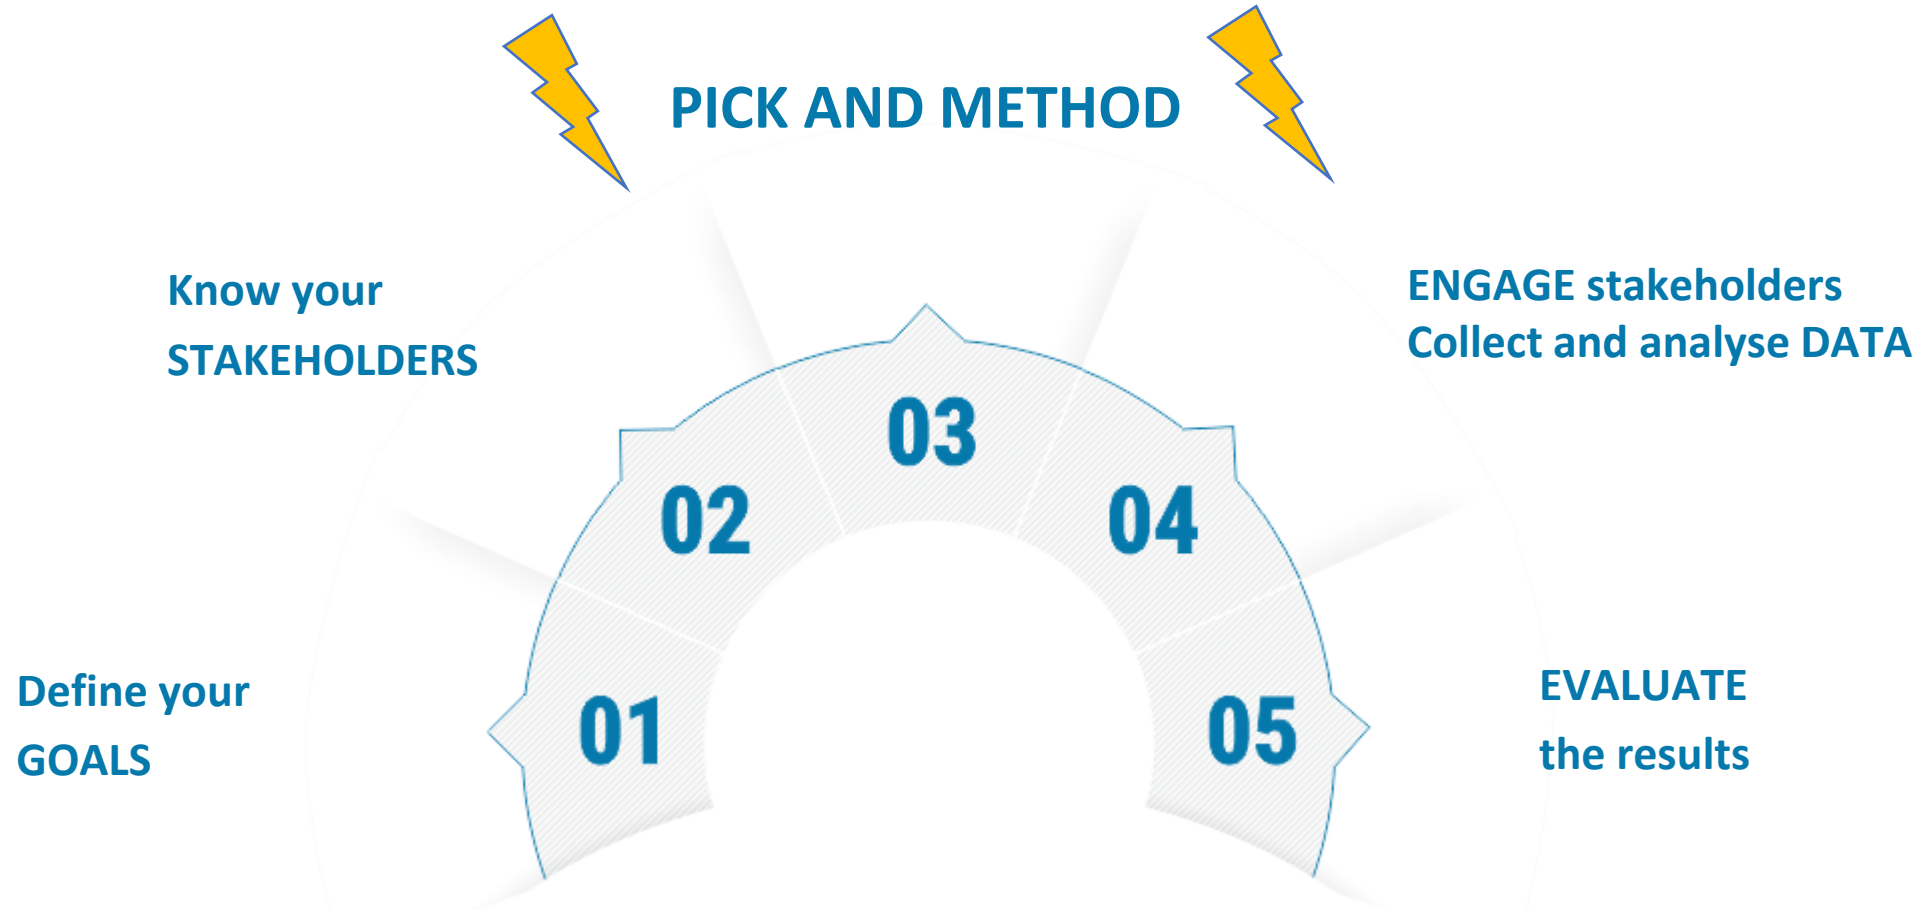 PICK AND METHOD
Know your
STAKEHOLDERS
ENGAGE stakeholders
Collect and analyse DATA
03
02
04
Define your
GOALS
01
05
EVALUATE
the results